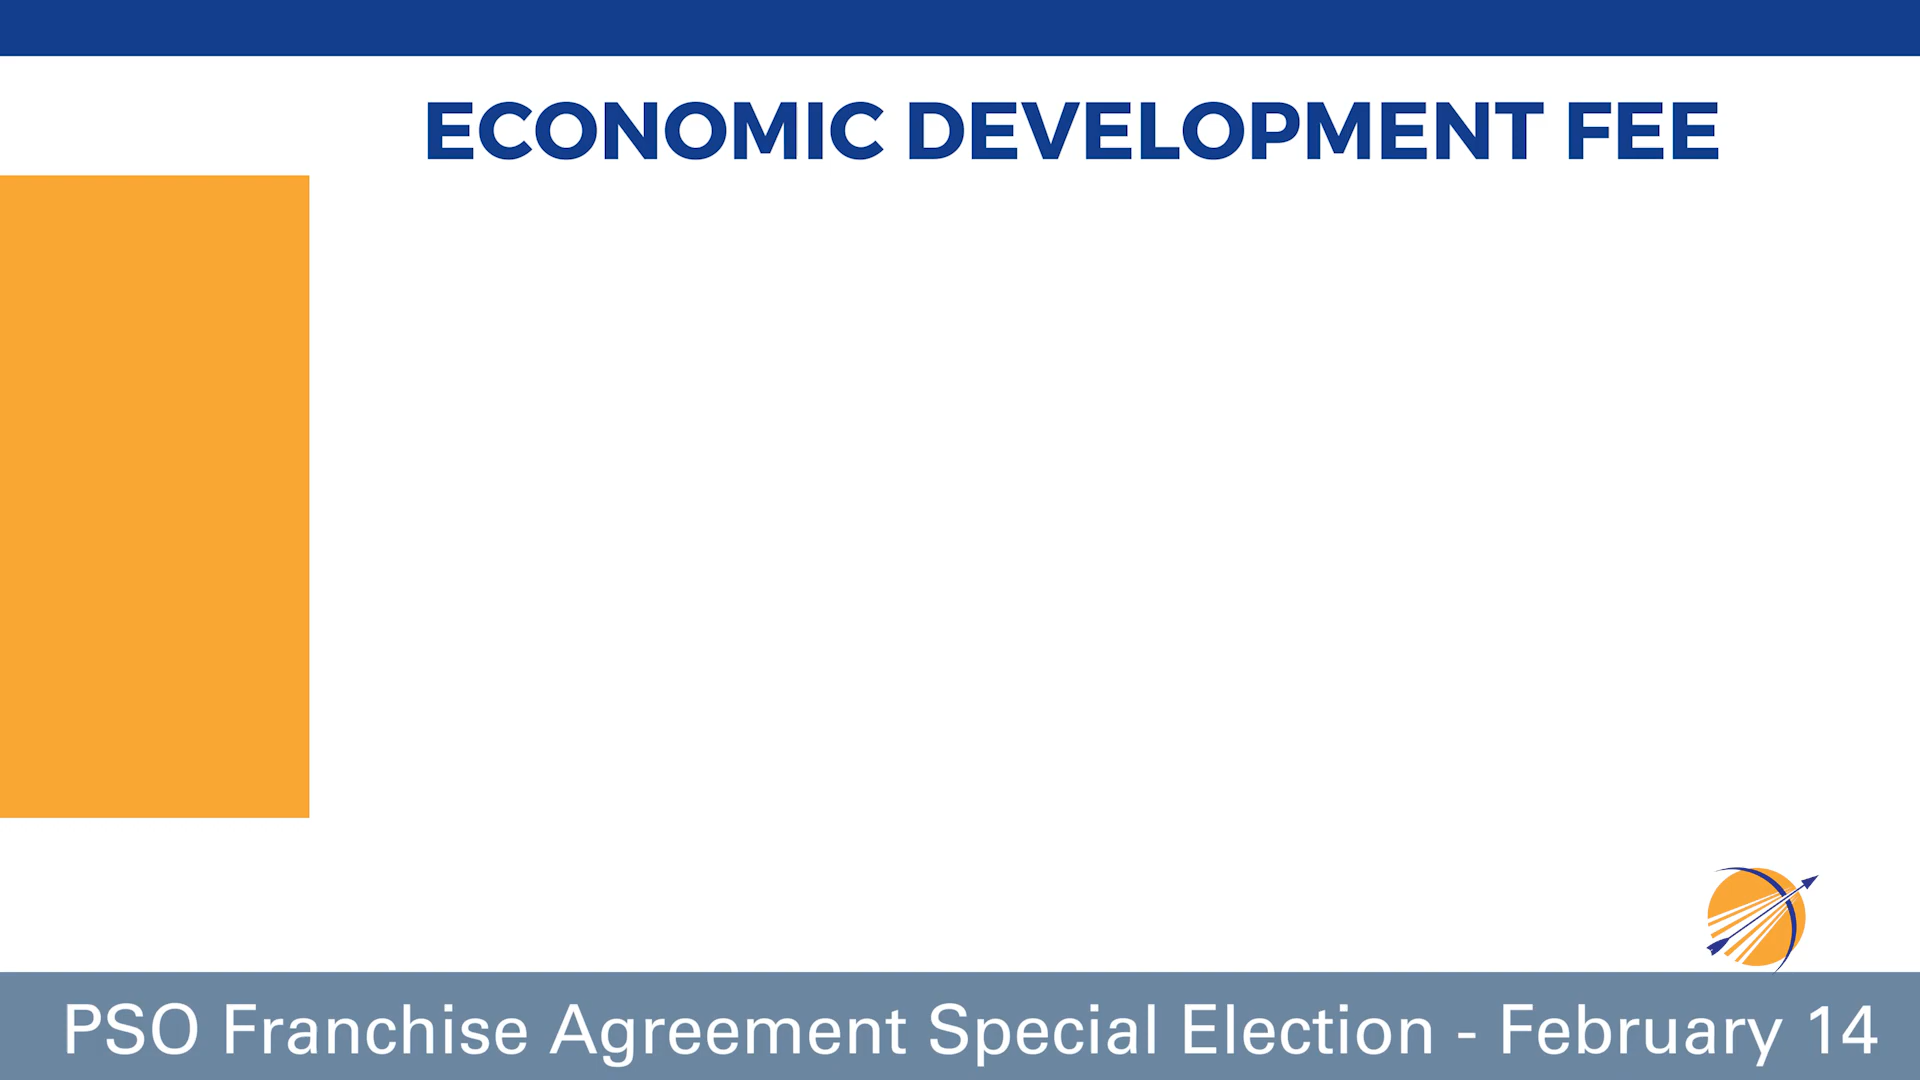 ECONOMIC DEVELOPMENT FEE
PSO Franchise Agreement Special Election - February 14